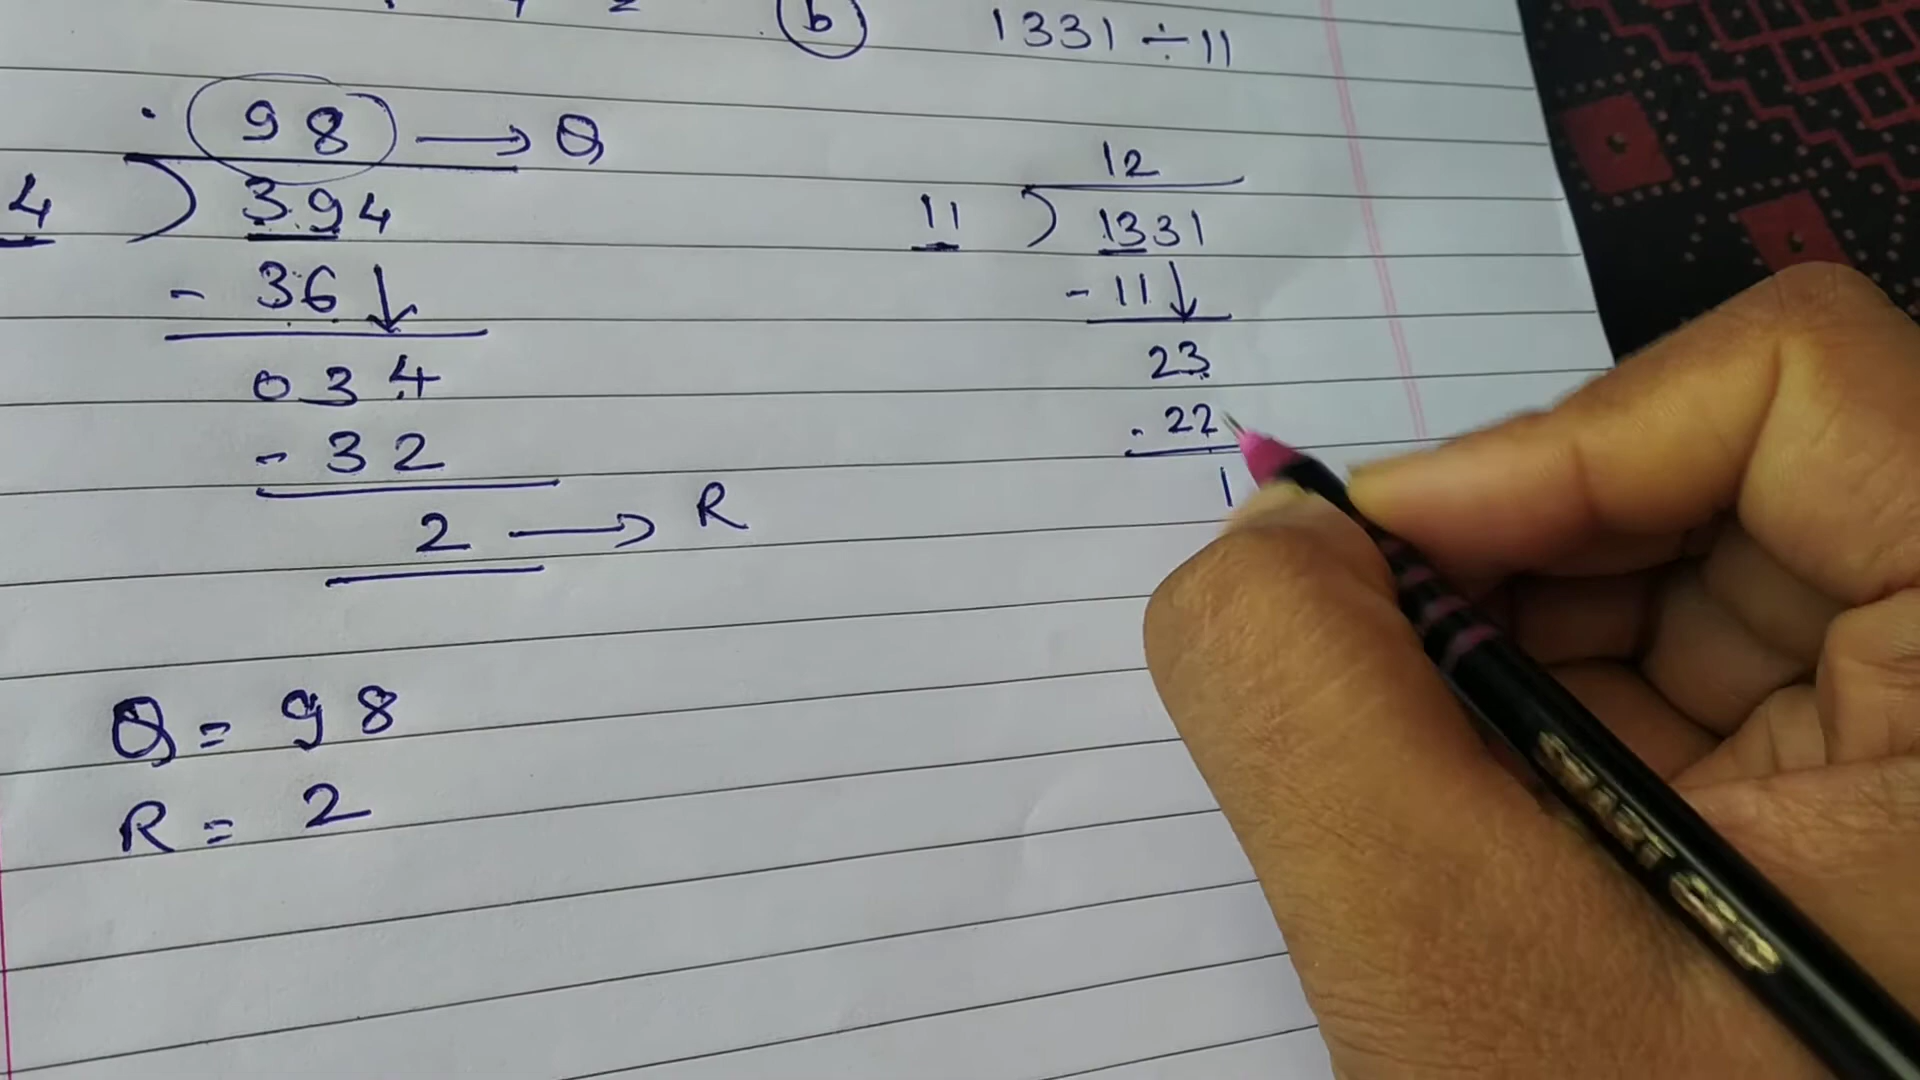 b 1331 ÷ 11
98 → Q
4 ) 394
- 36 ↓
034
- 32
2 → R
Q = 98
R = 2
12
11 ) 1331
- 11 ↓
23
- 22
1